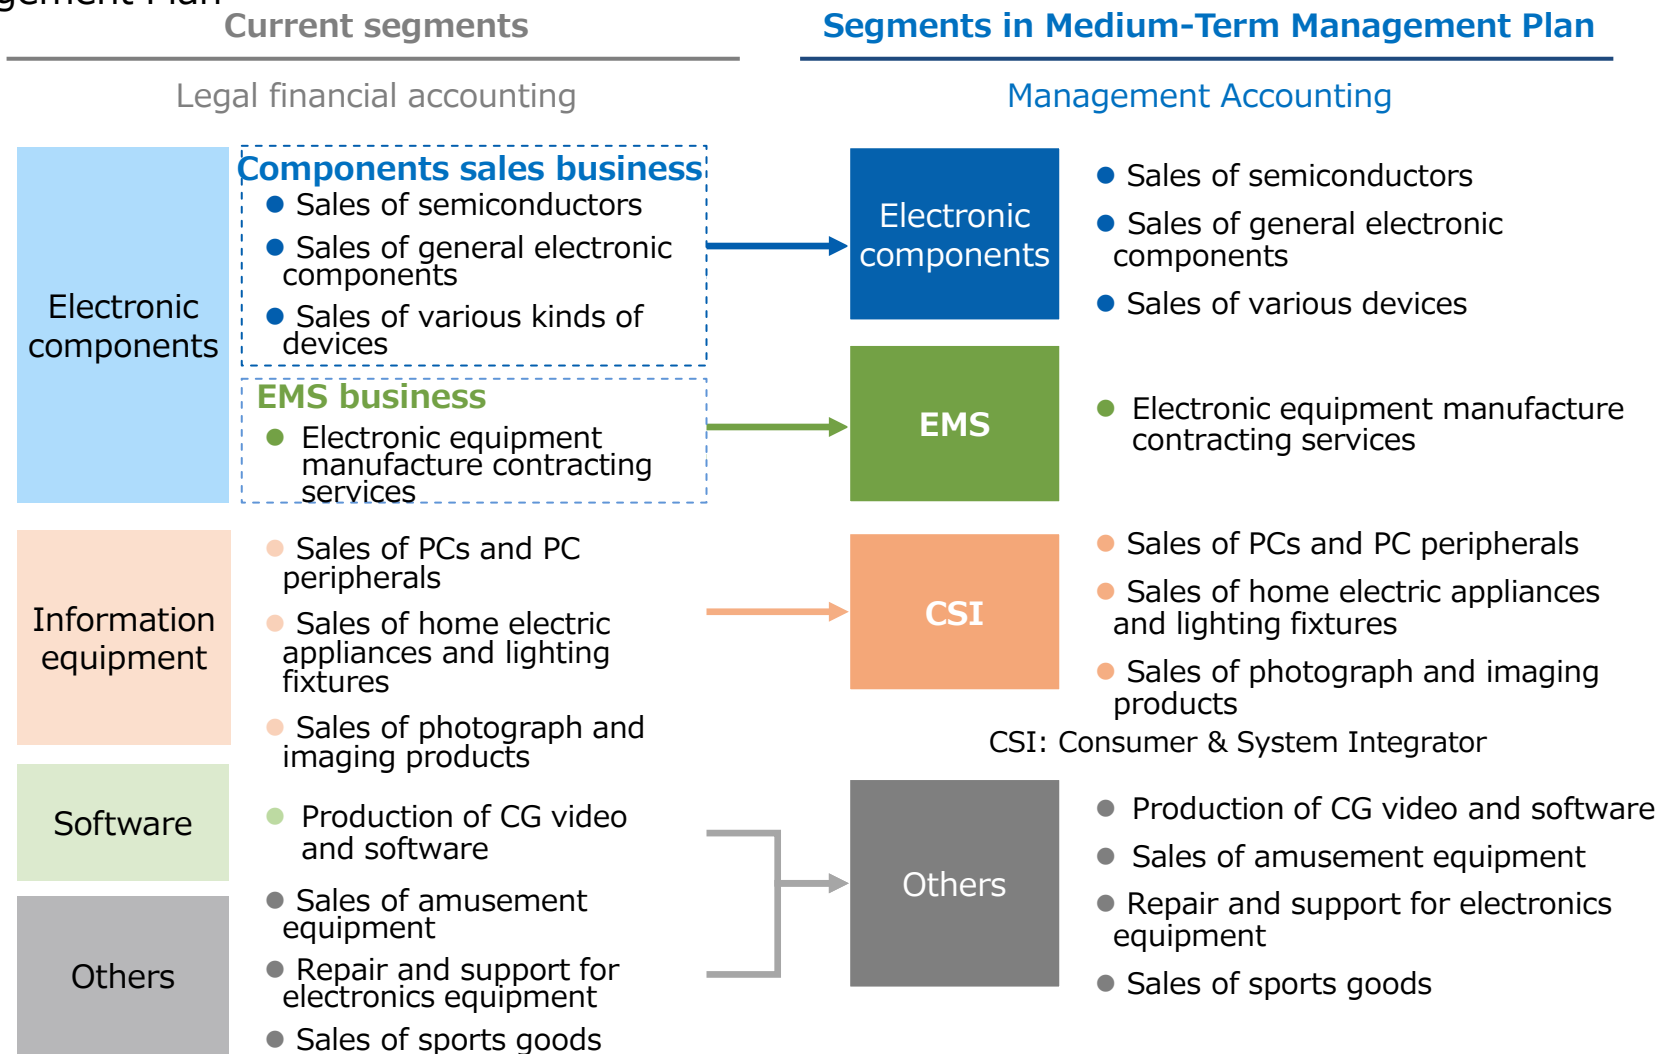 Current segments
Legal financial accounting
Electronic
components
Components sales business
● Sales of semiconductors
● Sales of general electronic
components
● Sales of various kinds of
devices
EMS business
● Electronic equipment
manufacture contracting
services
Information
equipment
● Sales of PCs and PC
peripherals
● Sales of home electric
appliances and lighting
fixtures
● Sales of photograph and
imaging products
Software
● Production of CG video
and software
Others
● Sales of amusement
equipment
● Repair and support for
electronics equipment
● Sales of sports goods
Segments in Medium-Term Management Plan
Management Accounting
Electronic
components
● Sales of semiconductors
● Sales of general electronic
components
● Sales of various devices
EMS
● Electronic equipment manufacture
contracting services
CSI
● Sales of PCs and PC peripherals
● Sales of home electric appliances
and lighting fixtures
● Sales of photograph and imaging
products
CSI: Consumer & System Integrator
Others
● Production of CG video and software
● Sales of amusement equipment
● Repair and support for electronics
equipment
● Sales of sports goods